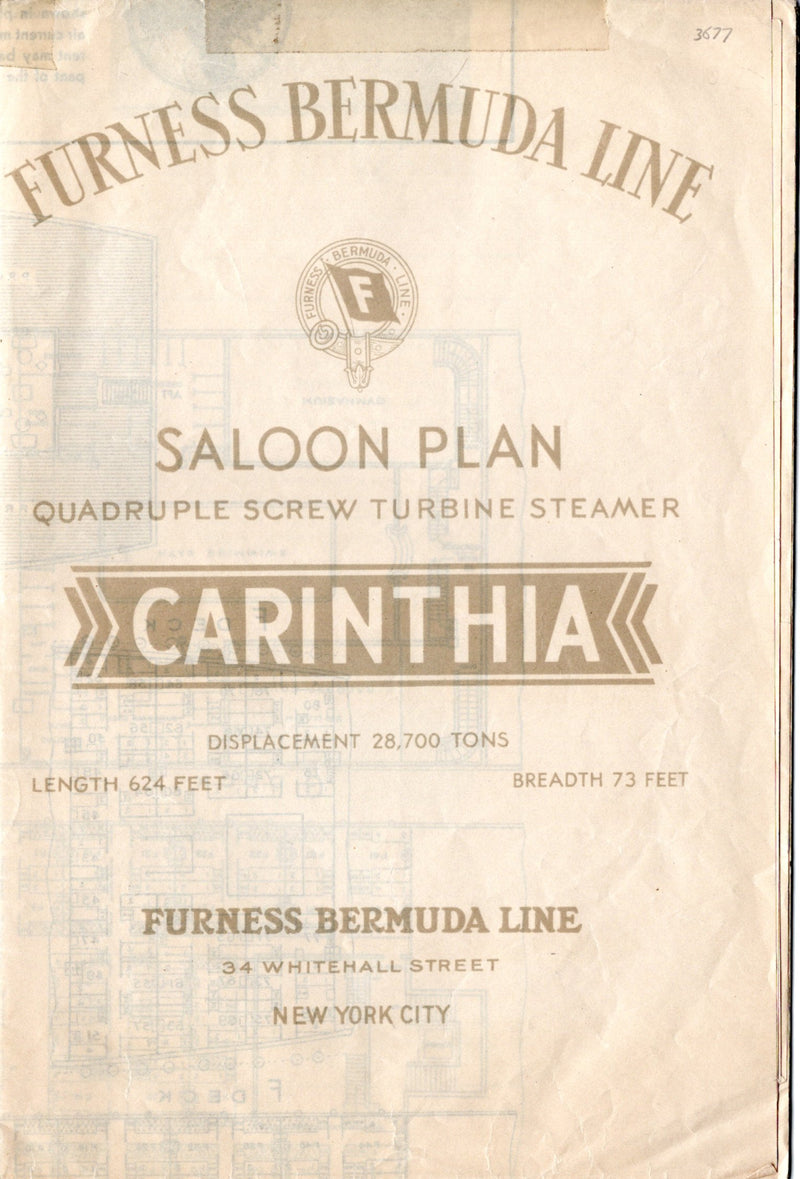 3677
FURNESS BERMUDA LINE
FURNESS · BERMUDA · LINE ·
F
SALOON PLAN
QUADRUPLE SCREW TURBINE STEAMER
CARINTHIA
DISPLACEMENT 28,700 TONS
LENGTH 624 FEET
BREADTH 73 FEET
FURNESS BERMUDA LINE
34 WHITEHALL STREET
NEW YORK CITY
F DECK